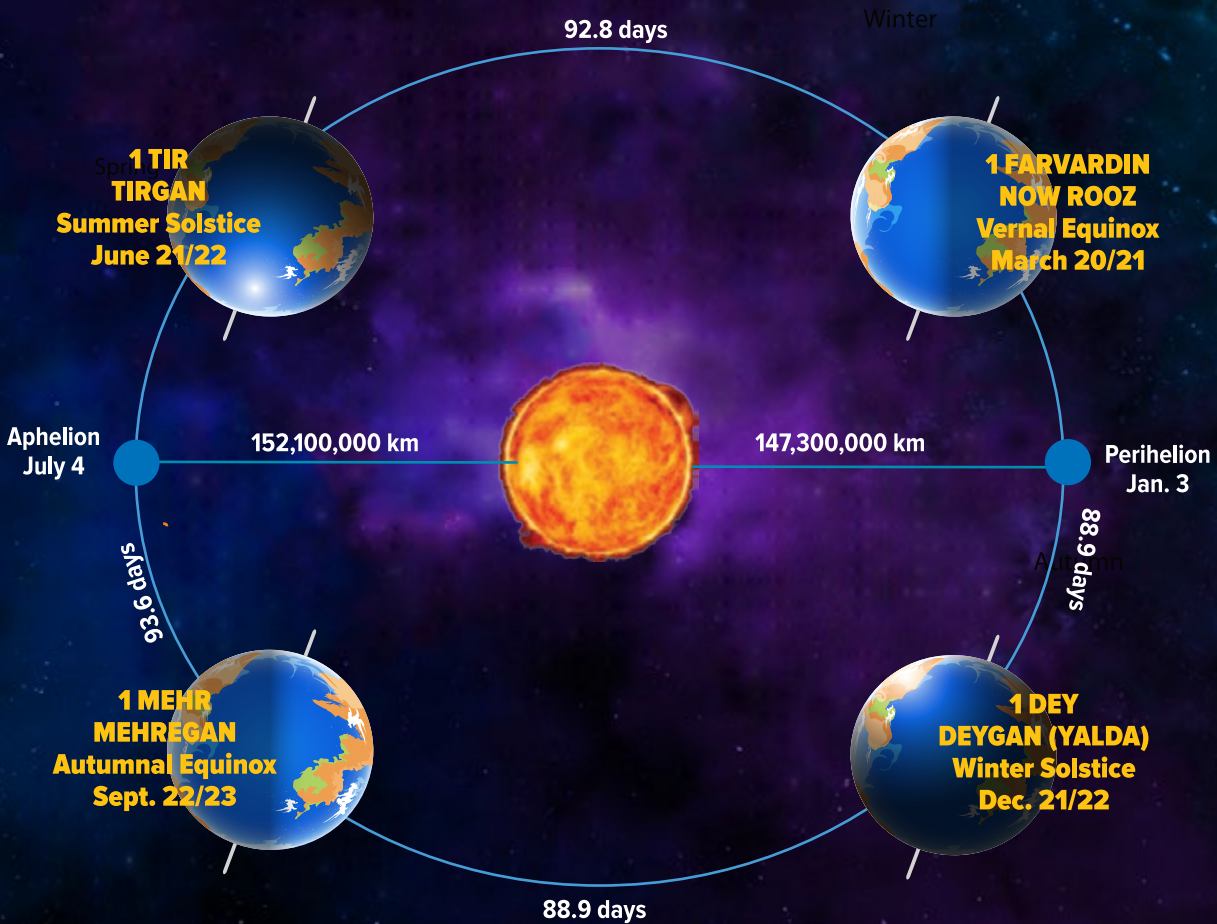 Winter
92.8 days
Spring
1 TIR
TIRGAN
Summer Solstice
June 21/22
1 FARVARDIN
NOW ROOZ
Vernal Equinox
March 20/21
Aphelion
July 4
152,100,000 km
147,300,000 km
Perihelion
Jan. 3
93.6 days
88.9 days
Autumn
1 MEHR
MEHREGAN
Autumnal Equinox
Sept. 22/23
1 DEY
DEYGAN (YALDA)
Winter Solstice
Dec. 21/22
88.9 days